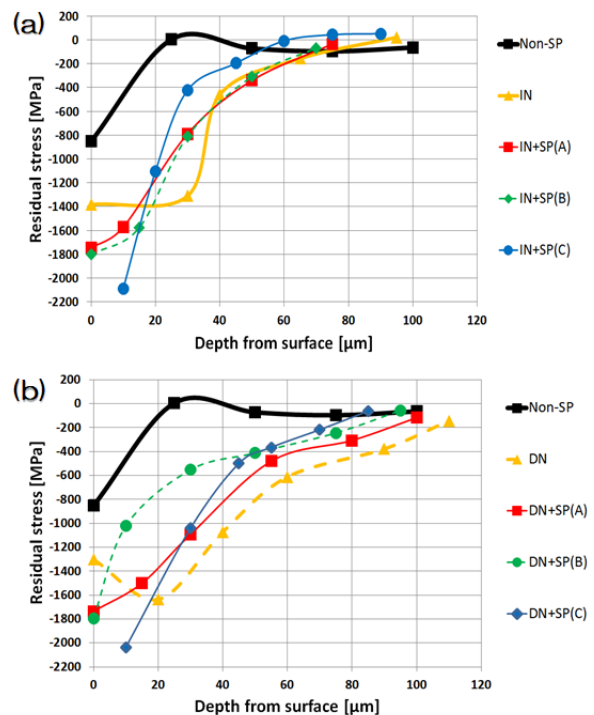 (a)
200
0
-200
-400
-600
-800
-1000
-1200
-1400
-1600
-1800
-2000
-2200
Residual stress [MPa]
0 20 40 60 80 100 120
Depth from surface [µm]
Non-SP
IN
IN+SP(A)
IN+SP(B)
IN+SP(C)
(b)
200
0
-200
-400
-600
-800
-1000
-1200
-1400
-1600
-1800
-2000
-2200
Residual stress [MPa]
0 20 40 60 80 100 120
Depth from surface [µm]
Non-SP
DN
DN+SP(A)
DN+SP(B)
DN+SP(C)